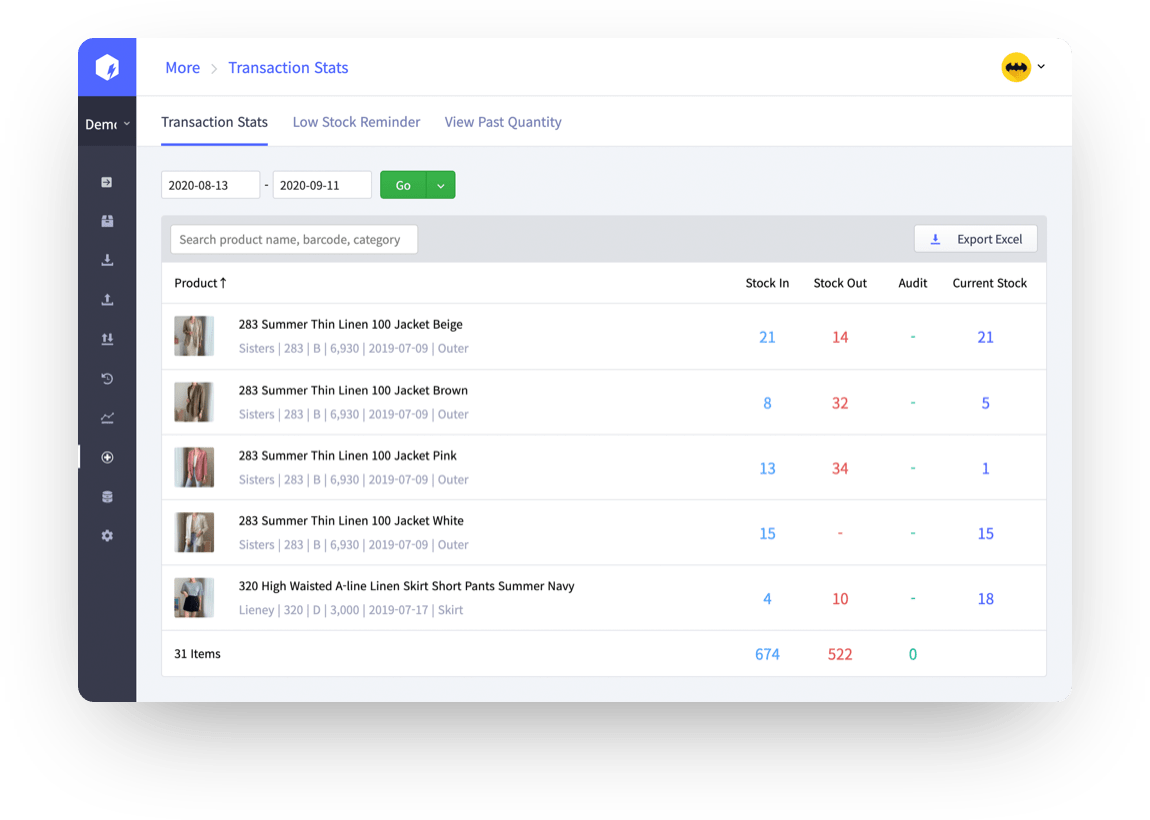 More > Transaction Stats
Demo
Transaction Stats Low Stock Reminder View Past Quantity
2020-08-13 - 2020-09-11 Go
Search product name, barcode, category Export Excel
Product↑ Stock In Stock Out Audit Current Stock
283 Summer Thin Linen 100 Jacket Beige
Sisters | 283 | B | 6,930 | 2019-07-09 | Outer
21 14 - 21
283 Summer Thin Linen 100 Jacket Brown
Sisters | 283 | B | 6,930 | 2019-07-09 | Outer
8 32 - 5
283 Summer Thin Linen 100 Jacket Pink
Sisters | 283 | B | 6,930 | 2019-07-09 | Outer
13 34 - 1
283 Summer Thin Linen 100 Jacket White
Sisters | 283 | B | 6,930 | 2019-07-09 | Outer
15 - - 15
320 High Waisted A-line Linen Skirt Short Pants Summer Navy
Lieney | 320 | D | 3,000 | 2019-07-17 | Skirt
4 10 - 18
31 Items 674 522 0